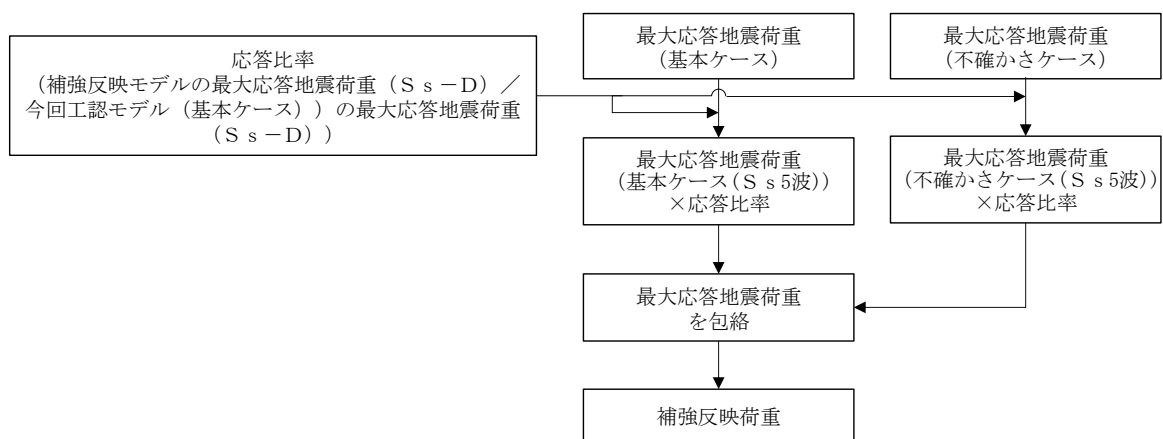 応答比率
(補強反映モデルの最大応答地震荷重(Ss-D)/
今回工認モデル(基本ケース))の最大応答地震荷重
(Ss-D))
最大応答地震荷重
(基本ケース)
最大応答地震荷重
(不確かさケース)
最大応答地震荷重
(基本ケース(Ss5波))
×応答比率
最大応答地震荷重
(不確かさケース(Ss5波))
×応答比率
最大応答地震荷重
を包絡
補強反映荷重